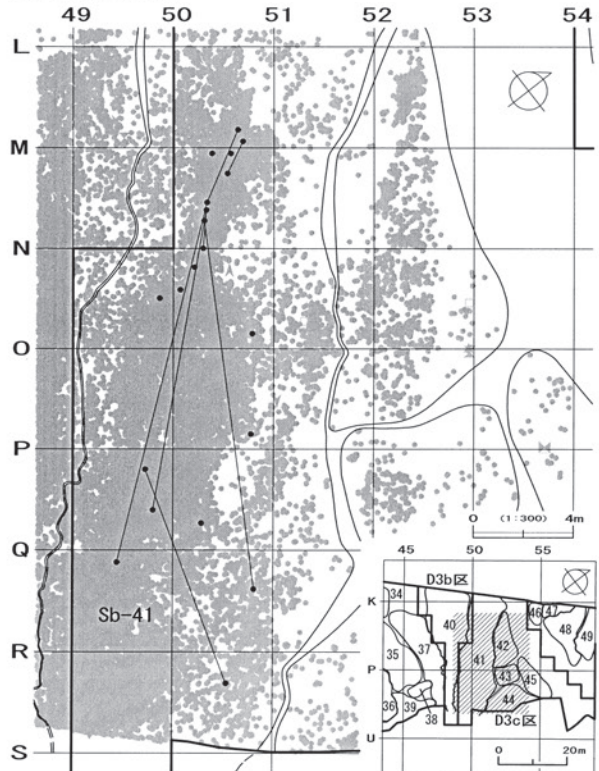 49 50 51 52 53 54
L
M
N
O
P
Q
R
S
Sb-41
0 (1:300) 4m
45 50 55
D3b区
K
P
U
34 40 46 47
35 37 41 42 48 49
36 39 38 43 45
44
D3c区
0 20m